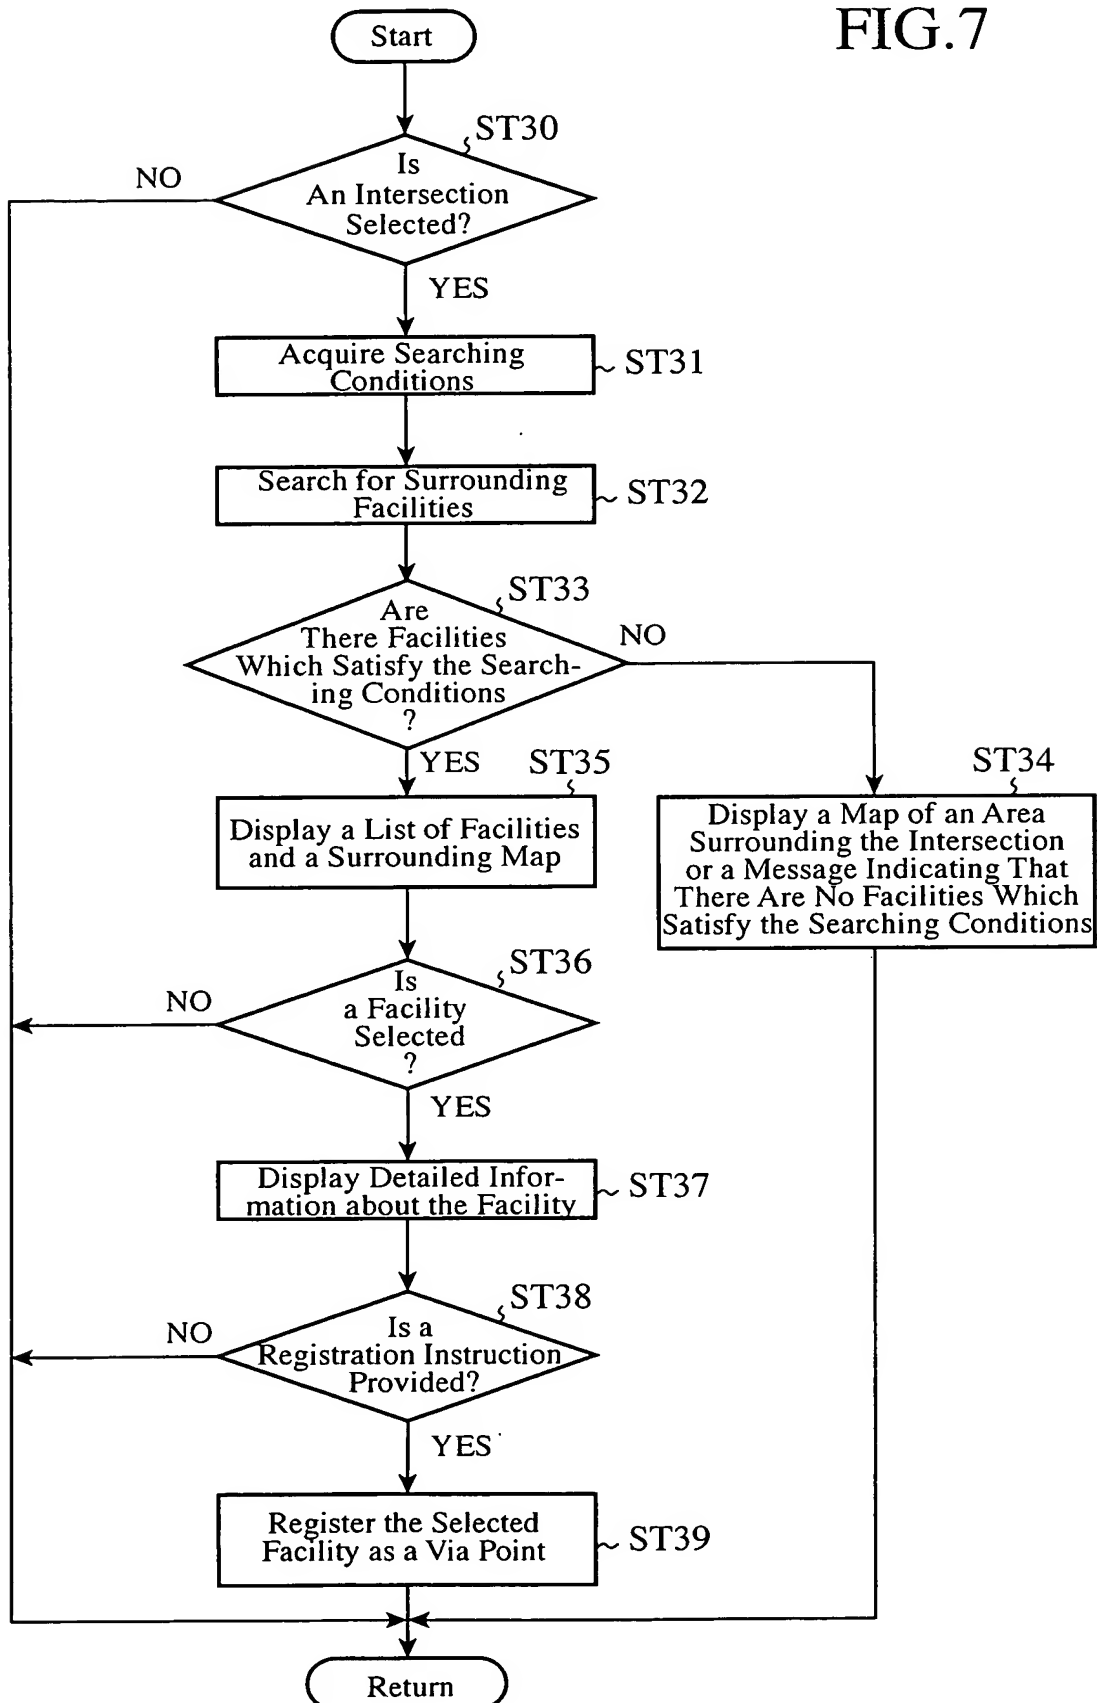 FIG.7
Start
ST30
Is
An Intersection
Selected?
NO
YES
Acquire Searching
Conditions
ST31
Search for Surrounding
Facilities
ST32
ST33
Are
There Facilities
Which Satisfy the Search-
ing Conditions
?
NO
YES
ST35
Display a List of Facilities
and a Surrounding Map
ST34
Display a Map of an Area
Surrounding the Intersection
or a Message Indicating That
There Are No Facilities Which
Satisfy the Searching Conditions
ST36
Is
a Facility
Selected
?
NO
YES
Display Detailed Infor-
mation about the Facility
ST37
ST38
Is a
Registration Instruction
Provided?
NO
YES
Register the Selected
Facility as a Via Point
ST39
Return